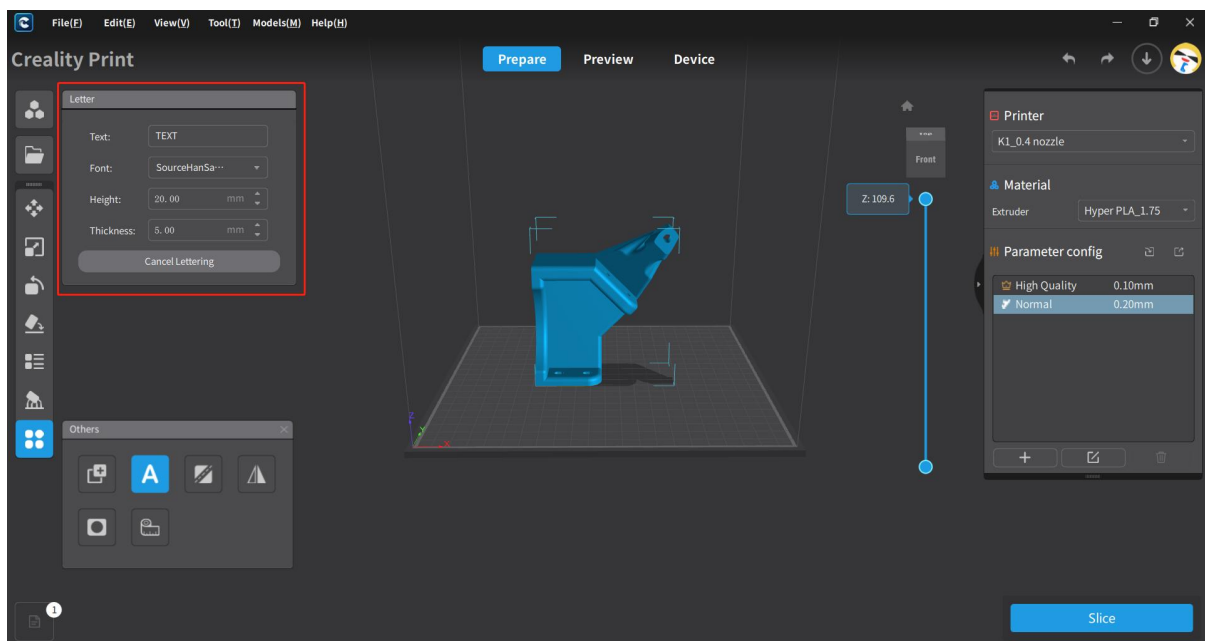 File(F) Edit(E) View(V) Tool(T) Models(M) Help(H)
Creality Print
Prepare Preview Device
Letter
Text: TEXT
Font: SourceHanSa···
Height: 20.00 mm
Thickness: 5.00 mm
Cancel Lettering
Others
A
1
Front
Z: 109.6
Z
Y
X
Printer
K1_0.4 nozzle
Material
Extruder Hyper PLA_1.75
Parameter config
High Quality 0.10mm
Normal 0.20mm
Slice